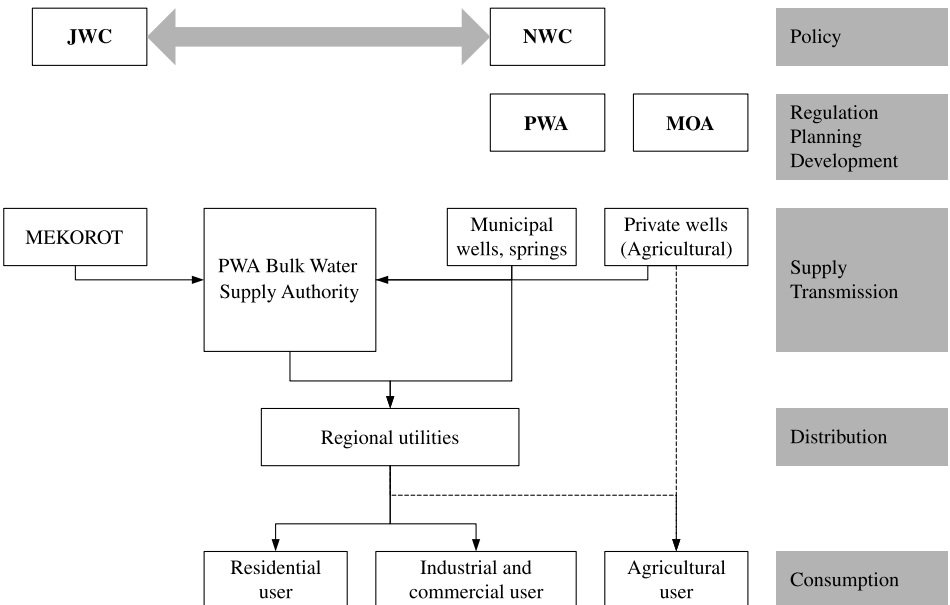 JWC
NWC
Policy
PWA
MOA
Regulation
Planning
Development
MEKOROT
PWA Bulk Water
Supply Authority
Municipal
wells, springs
Private wells
(Agricultural)
Supply
Transmission
Regional utilities
Distribution
Residential
user
Industrial and
commercial user
Agricultural
user
Consumption